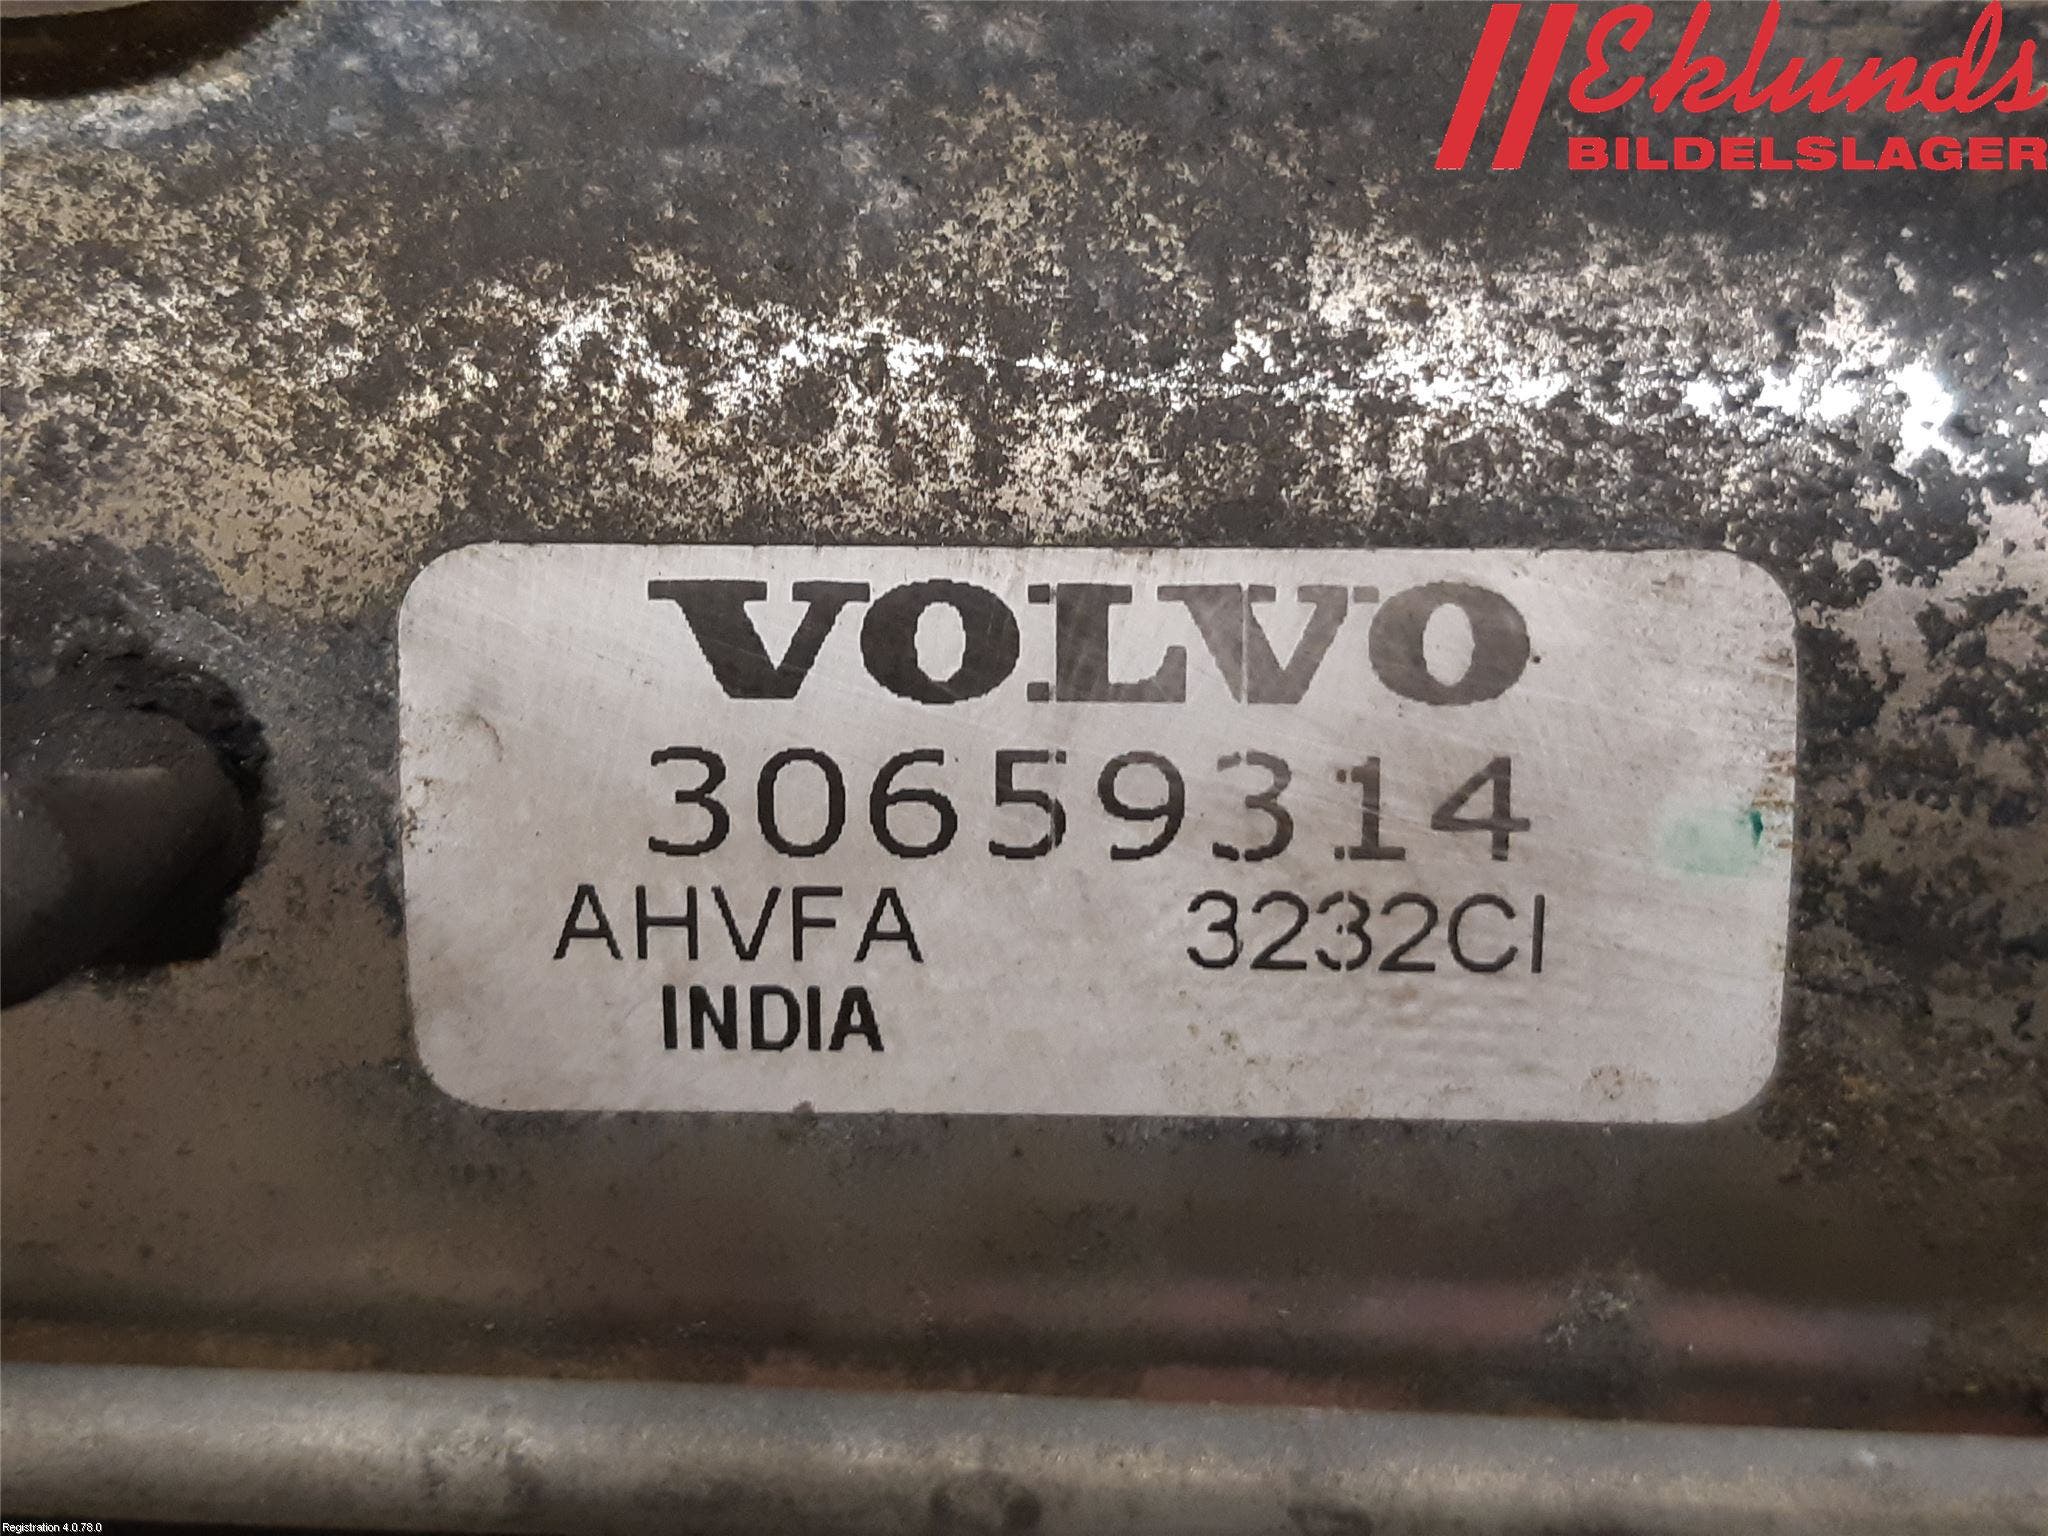 Eklunds
BILDELSLAGER
VOLVO
30659314
AHVFA 3232CI
INDIA
Registration 4.0.78.0